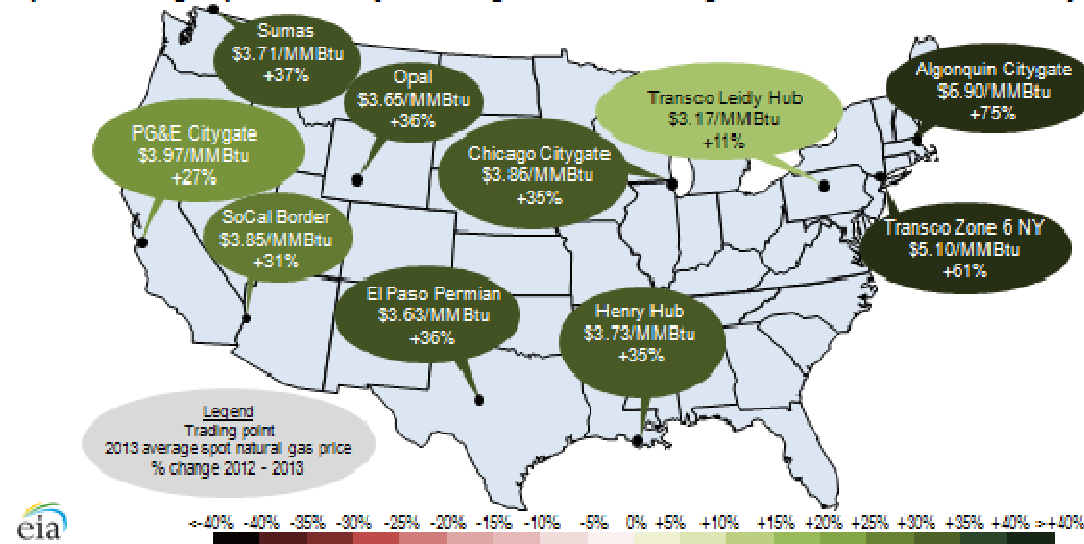 Sumas
$3.71/MMBtu
+37%
Opal
$3.65/MMBtu
+36%
Algonquin Citygate
$6.90/MMBtu
+75%
Transco Leidy Hub
$3.17/MMBtu
+11%
PG&E Citygate
$3.97/MMBtu
+27%
Chicago Citygate
$3.86/MMBtu
+35%
SoCal Border
$3.85/MMBtu
+31%
Transco Zone 6 NY
$5.10/MMBtu
+61%
El Paso Permian
$3.63/MMBtu
+36%
Henry Hub
$3.73/MMBtu
+35%
Legend
Trading point
2013 average spot natural gas price
% change 2012 - 2013
eia
<-40% -40% -35% -30% -25% -20% -15% -10% -5% 0% +5% +10% +15% +20% +25% +30% +35% +40% >+40%